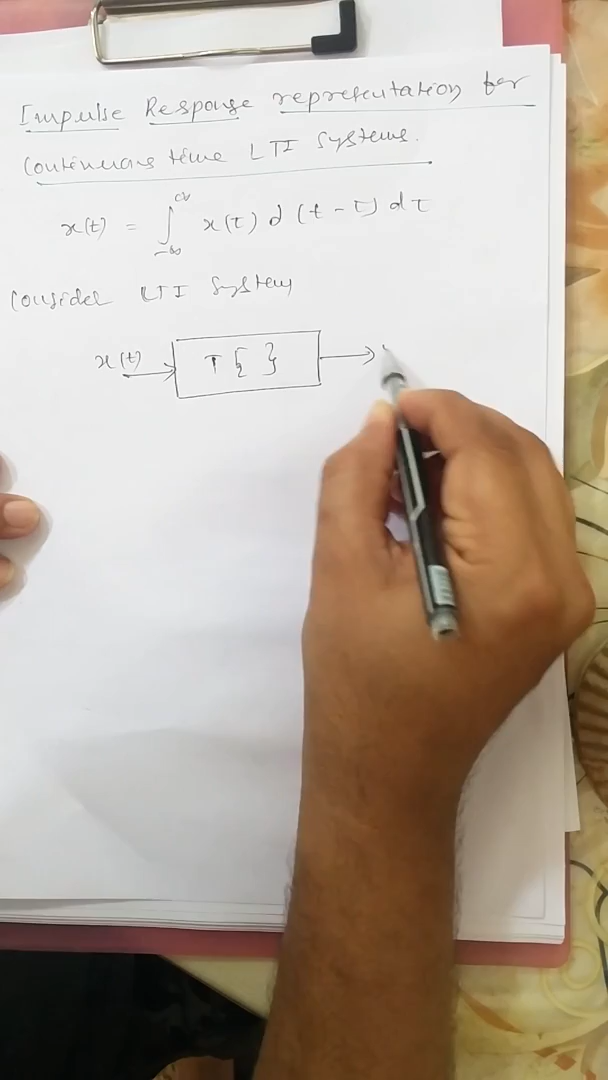 Impulse Response representation for
Continuous time LTI Systems.
x(t) = ∫_{-∞}^{∞} x(τ) δ(t - τ) dτ
Consider LTI System
x(t) → T{ } →